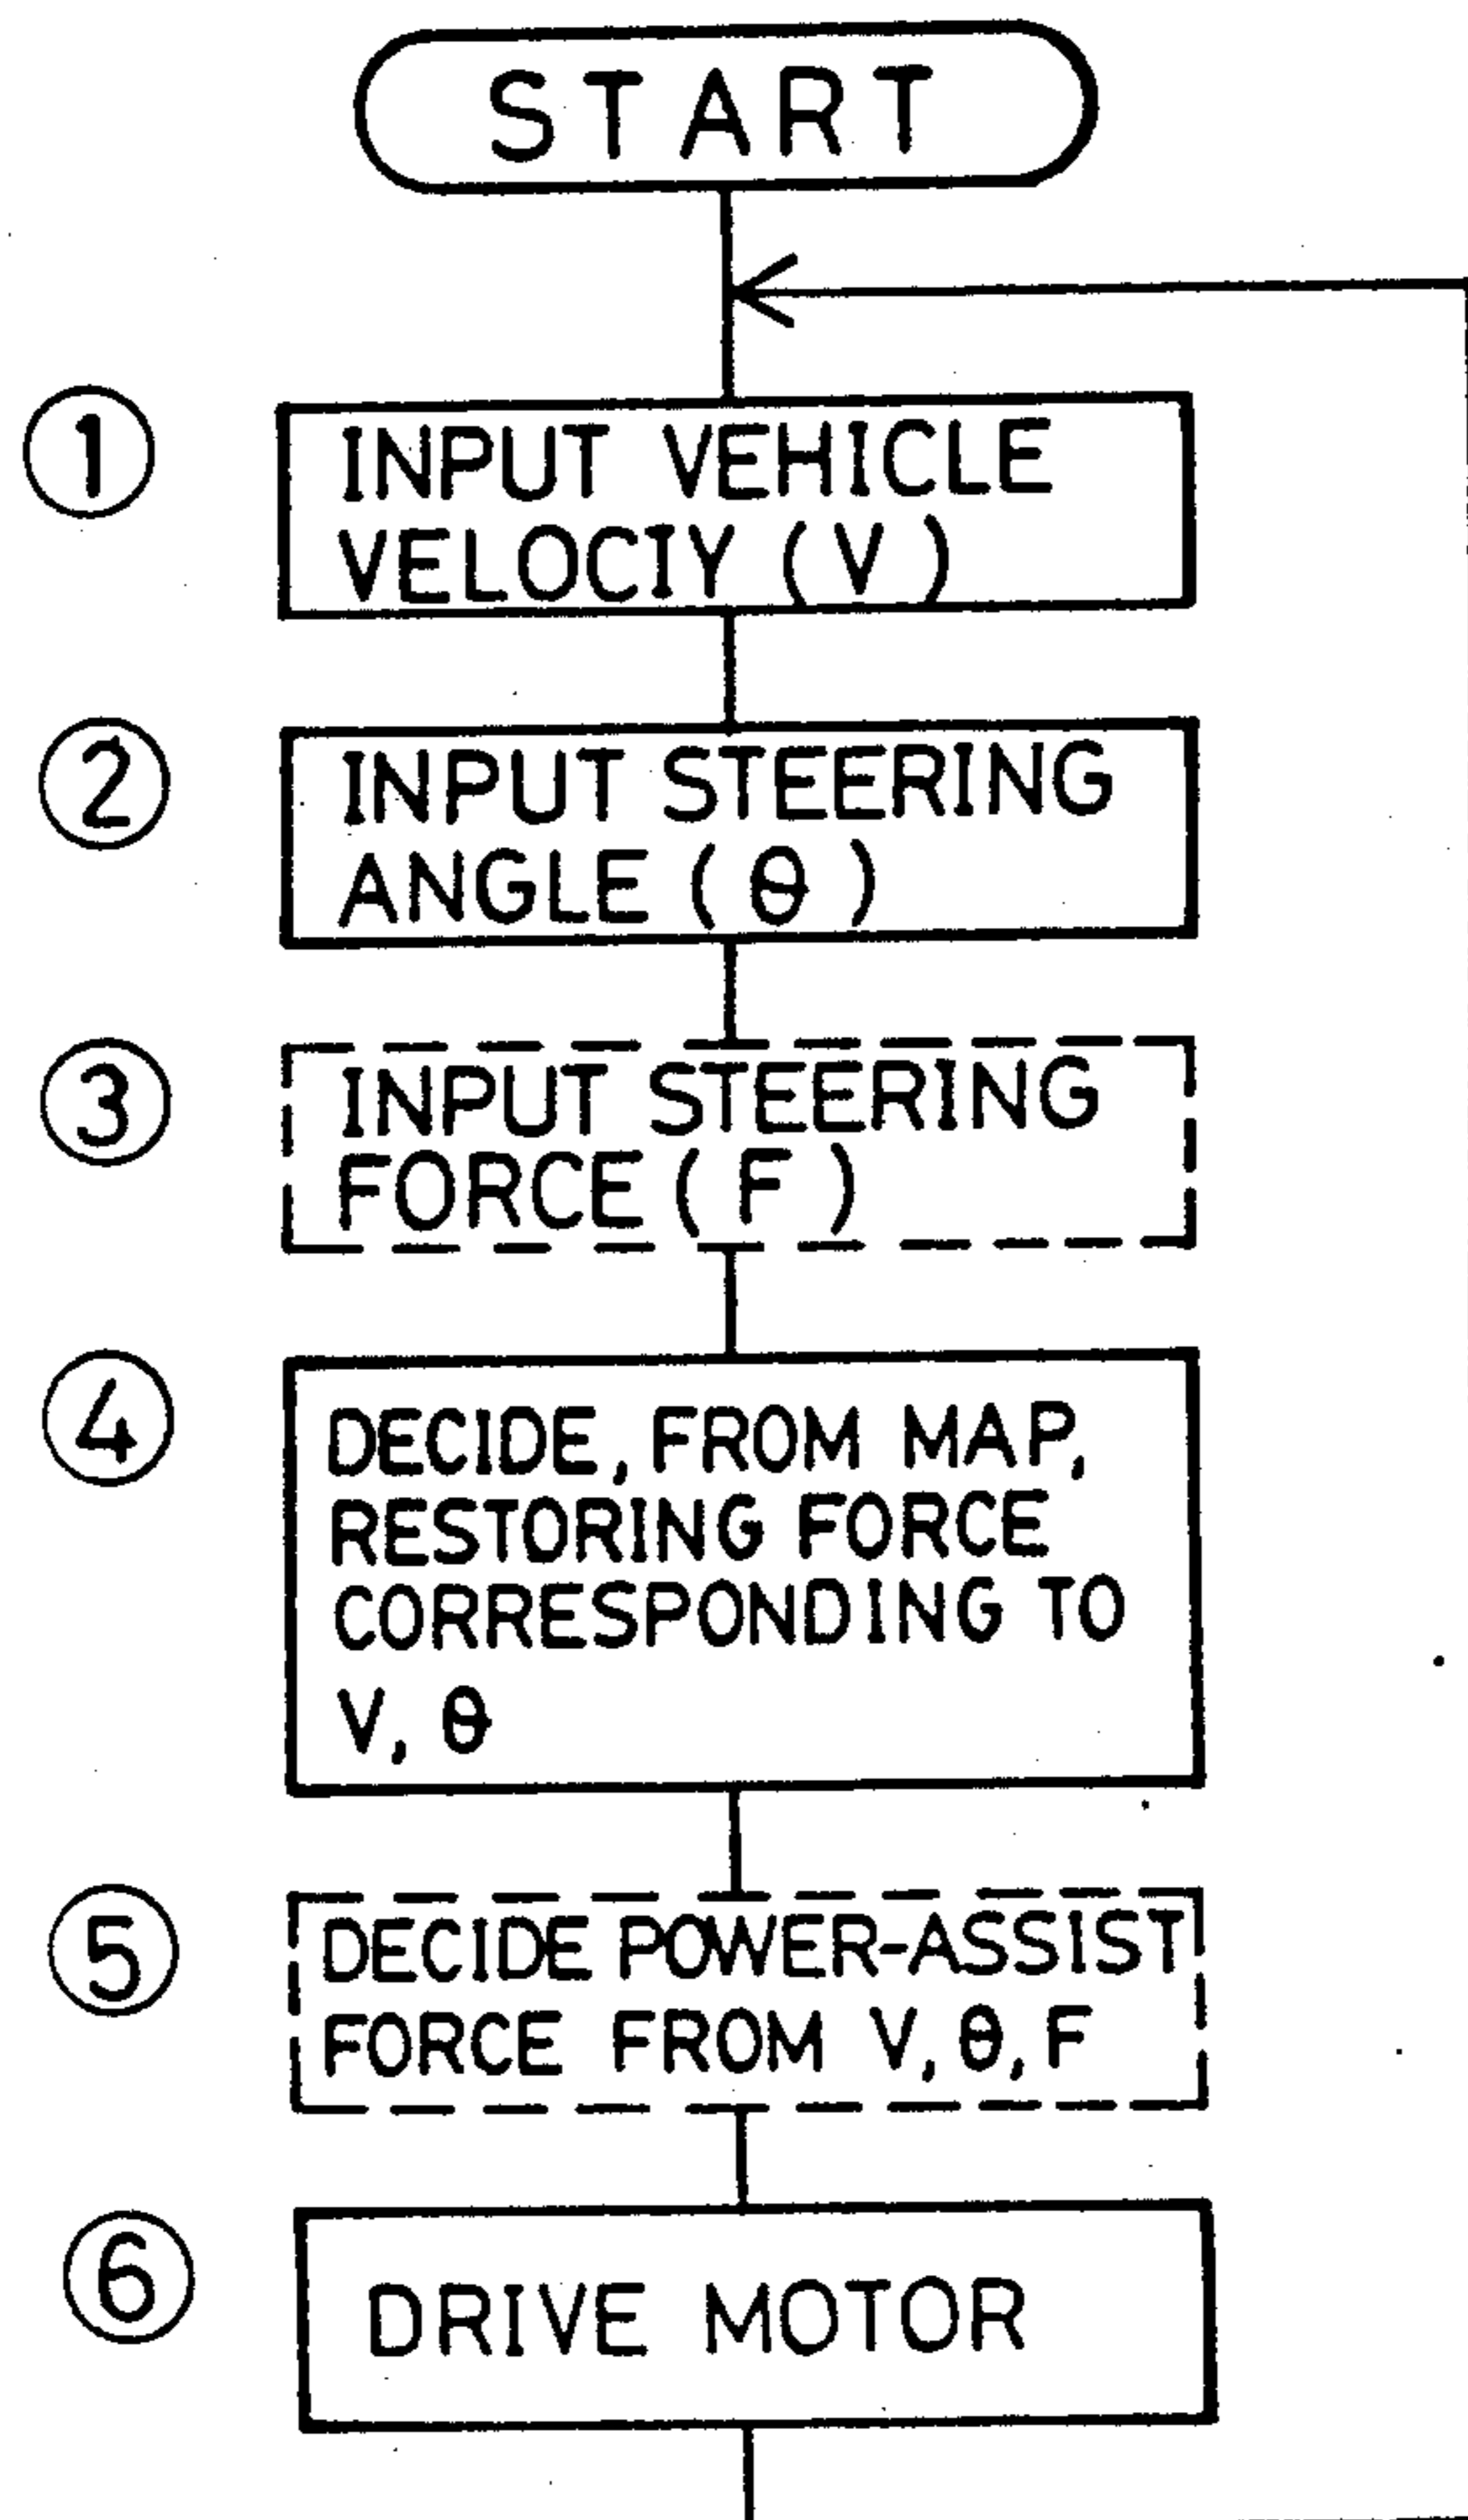 START
①
INPUT VEHICLE
VELOCIY (V)
②
INPUT STEERING
ANGLE (θ)
③
INPUT STEERING
FORCE (F)
④
DECIDE, FROM MAP,
RESTORING FORCE
CORRESPONDING TO
V, θ
⑤
DECIDE POWER-ASSIST
FORCE FROM V, θ, F
⑥
DRIVE MOTOR